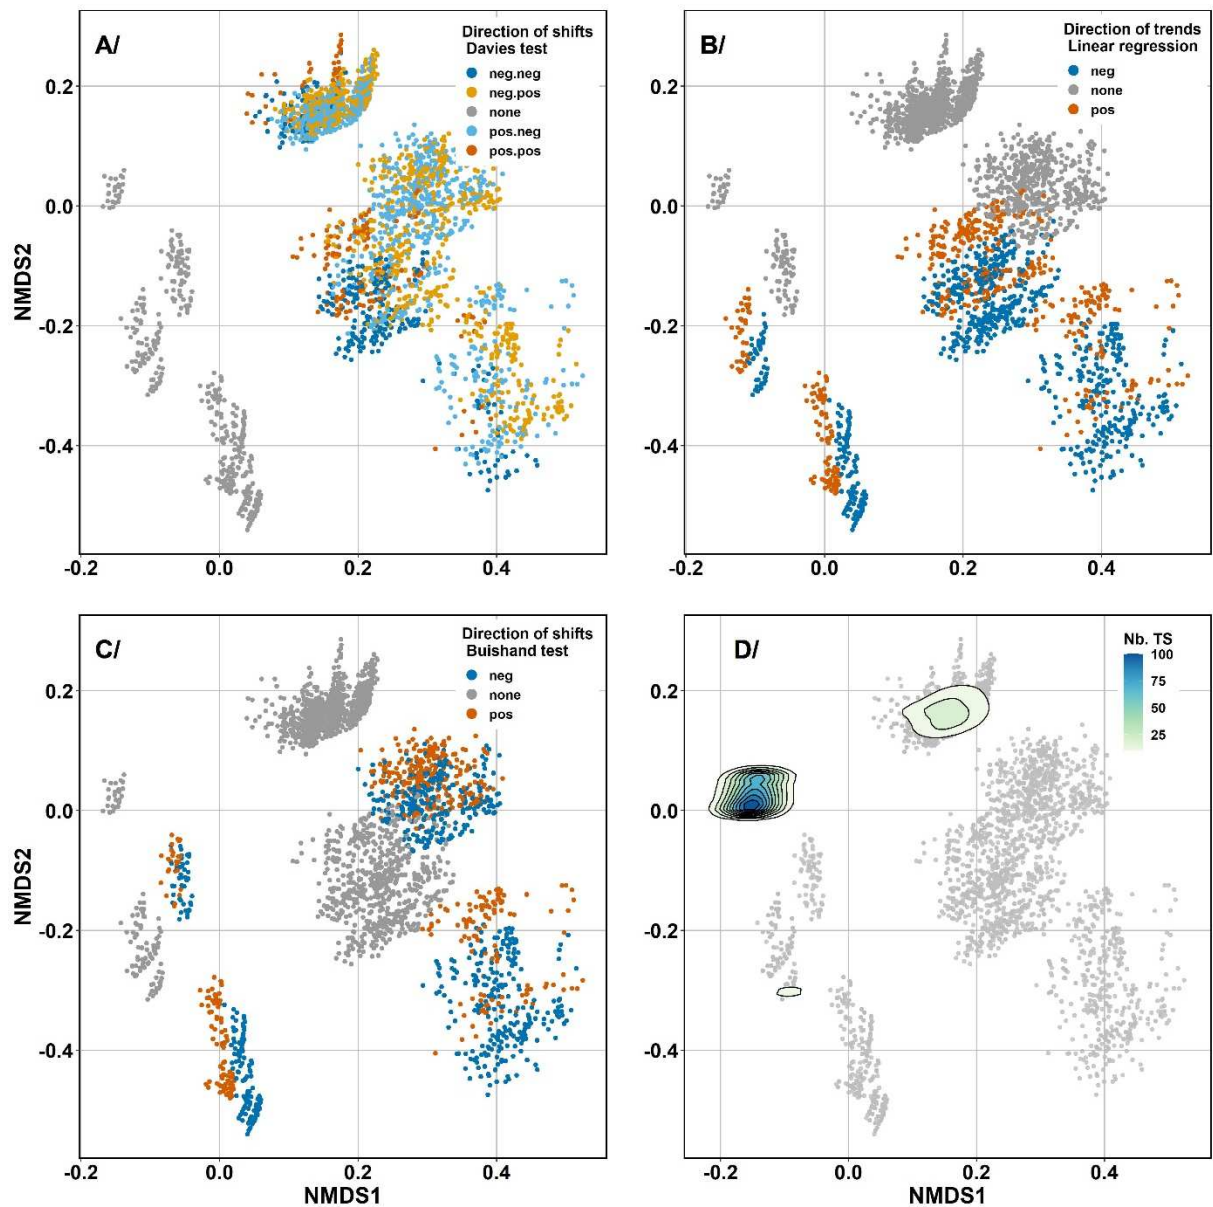 A/
Direction of shifts
Davies test
neg.neg
neg.pos
none
pos.neg
pos.pos
NMDS2
0.2
0.0
-0.2
-0.4
-0.2 0.0 0.2 0.4
B/
Direction of trends
Linear regression
neg
none
pos
0.2
0.0
-0.2
-0.4
-0.2 0.0 0.2 0.4
C/
Direction of shifts
Buishand test
neg
none
pos
NMDS2
0.2
0.0
-0.2
-0.4
-0.2 0.0 0.2 0.4
NMDS1
D/
Nb. TS
100
75
50
25
0.2
0.0
-0.2
-0.4
-0.2 0.0 0.2 0.4
NMDS1